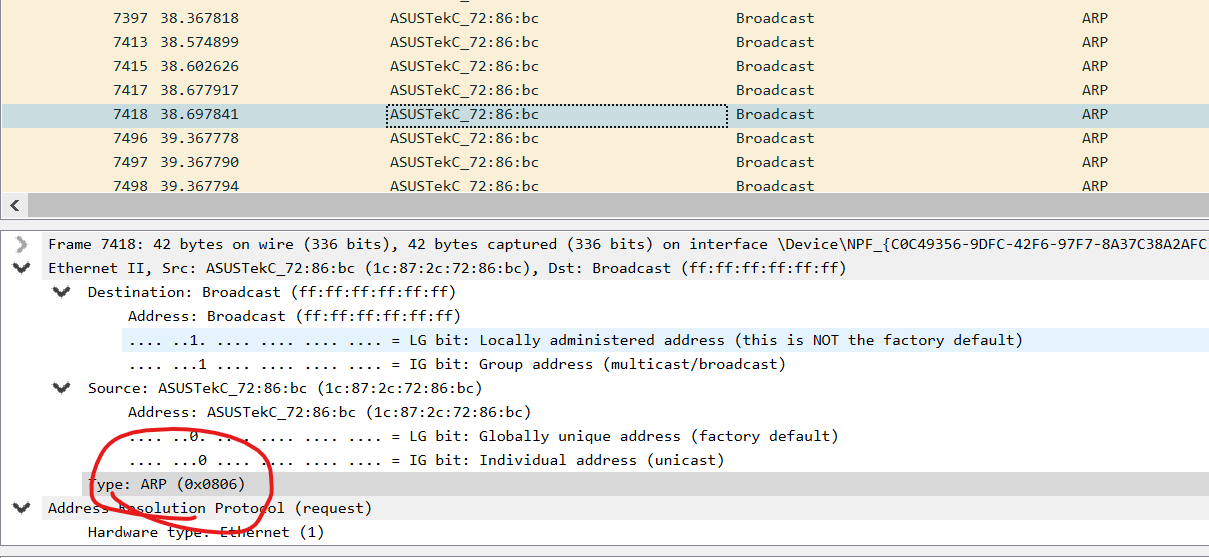 7397 38.367818 ASUSTekC_72:86:bc Broadcast ARP
7413 38.574899 ASUSTekC_72:86:bc Broadcast ARP
7415 38.602626 ASUSTekC_72:86:bc Broadcast ARP
7417 38.677917 ASUSTekC_72:86:bc Broadcast ARP
7418 38.697841 ASUSTekC_72:86:bc Broadcast ARP
7496 39.367778 ASUSTekC_72:86:bc Broadcast ARP
7497 39.367790 ASUSTekC_72:86:bc Broadcast ARP
7498 39.367794 ASUSTekC_72:86:bc Broadcast ARP
Frame 7418: 42 bytes on wire (336 bits), 42 bytes captured (336 bits) on interface \Device\NPF_{C0C49356-9DFC-42F6-97F7-8A37C38A2AFC
Ethernet II, Src: ASUSTekC_72:86:bc (1c:87:2c:72:86:bc), Dst: Broadcast (ff:ff:ff:ff:ff:ff)
Destination: Broadcast (ff:ff:ff:ff:ff:ff)
Address: Broadcast (ff:ff:ff:ff:ff:ff)
.... ..1. .... .... .... .... = LG bit: Locally administered address (this is NOT the factory default)
.... ...1 .... .... .... .... = IG bit: Group address (multicast/broadcast)
Source: ASUSTekC_72:86:bc (1c:87:2c:72:86:bc)
Address: ASUSTekC_72:86:bc (1c:87:2c:72:86:bc)
.... ..0. .... .... .... .... = LG bit: Globally unique address (factory default)
.... ...0 .... .... .... .... = IG bit: Individual address (unicast)
Type: ARP (0x0806)
Address Resolution Protocol (request)
Hardware type: Ethernet (1)